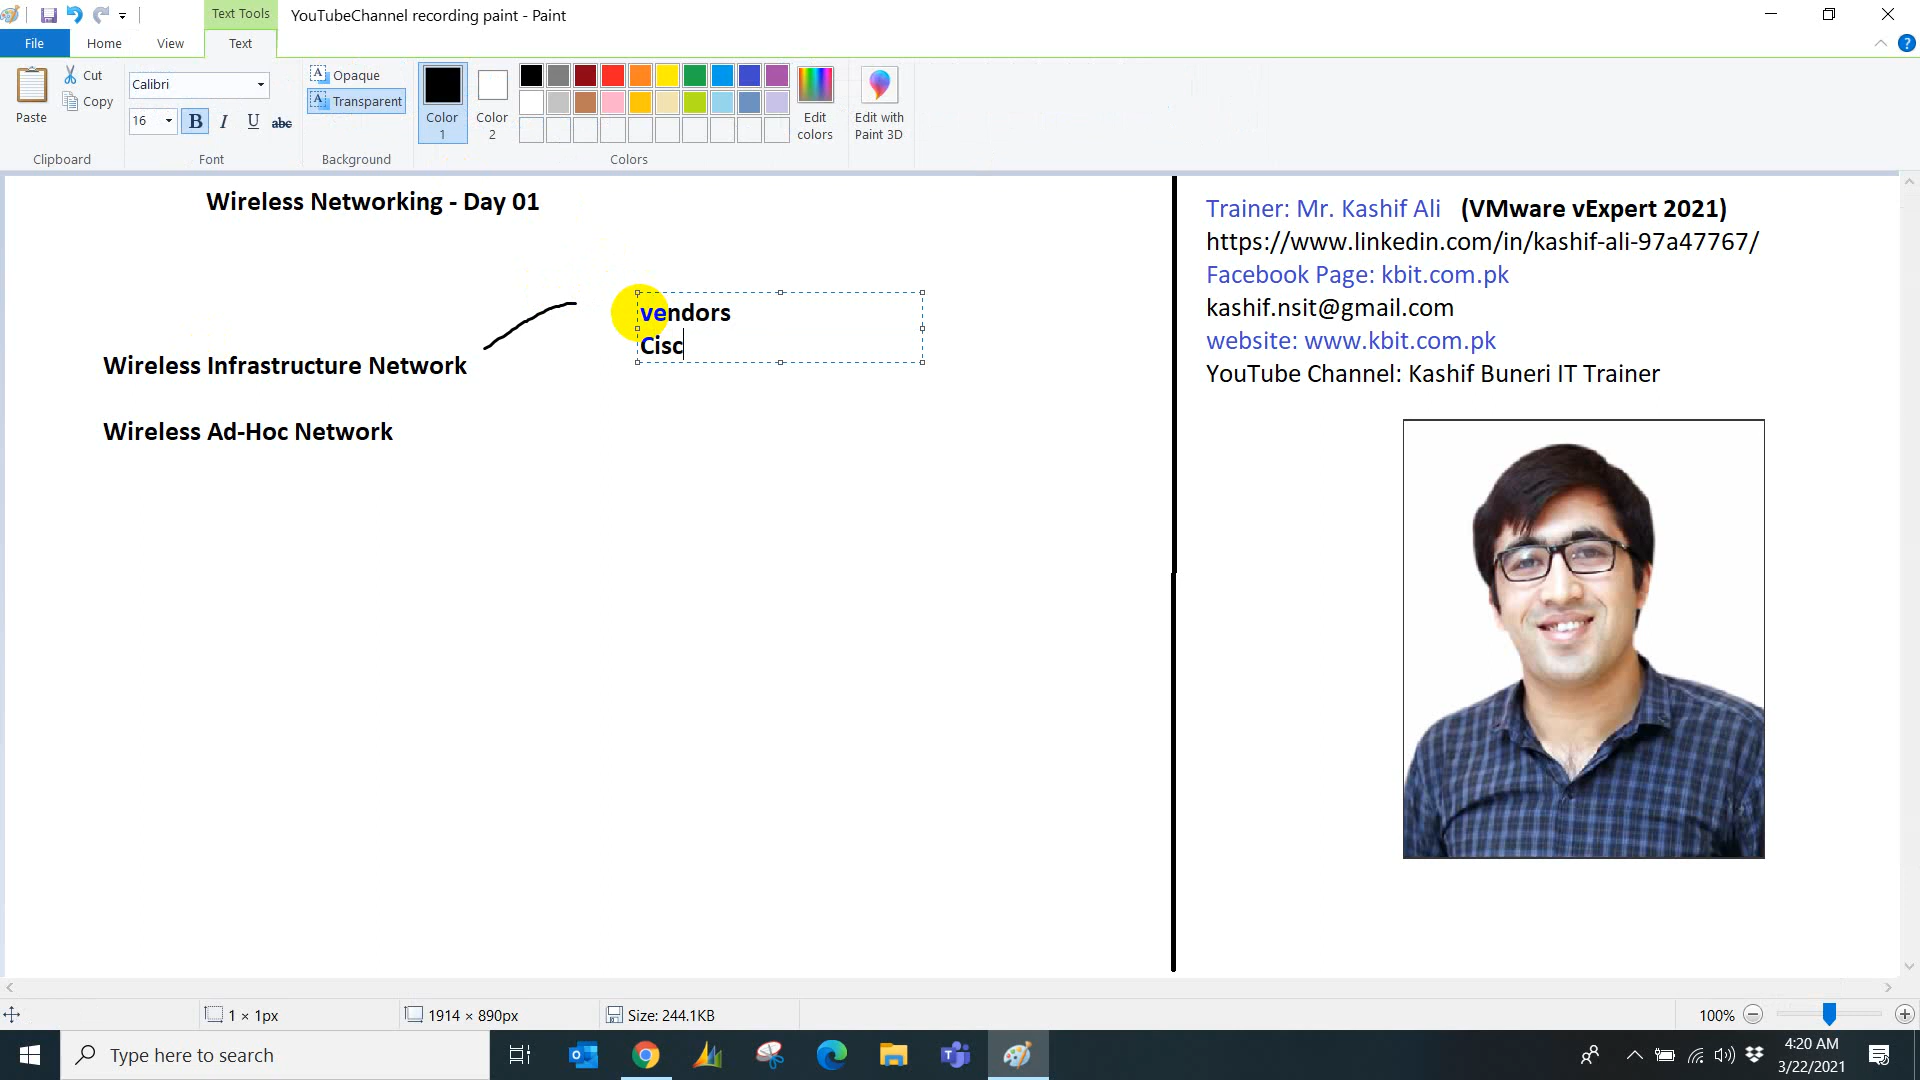 Text Tools
YouTubeChannel recording paint - Paint
File
Home
View
Text
Paste
Cut
Copy
Clipboard
Calibri
16
B I U abc
Font
Opaque
Transparent
Background
Color 1
Color 2
Edit colors
Colors
Edit with Paint 3D
Wireless Networking - Day 01
vendors
Cisc
Wireless Infrastructure Network
Wireless Ad-Hoc Network
Trainer: Mr. Kashif Ali (VMware vExpert 2021)
https://www.linkedin.com/in/kashif-ali-97a47767/
Facebook Page: kbit.com.pk
kashif.nsit@gmail.com
website: www.kbit.com.pk
YouTube Channel: Kashif Buneri IT Trainer
1 × 1px
1914 × 890px
Size: 244.1KB
100%
Type here to search
4:20 AM
3/22/2021